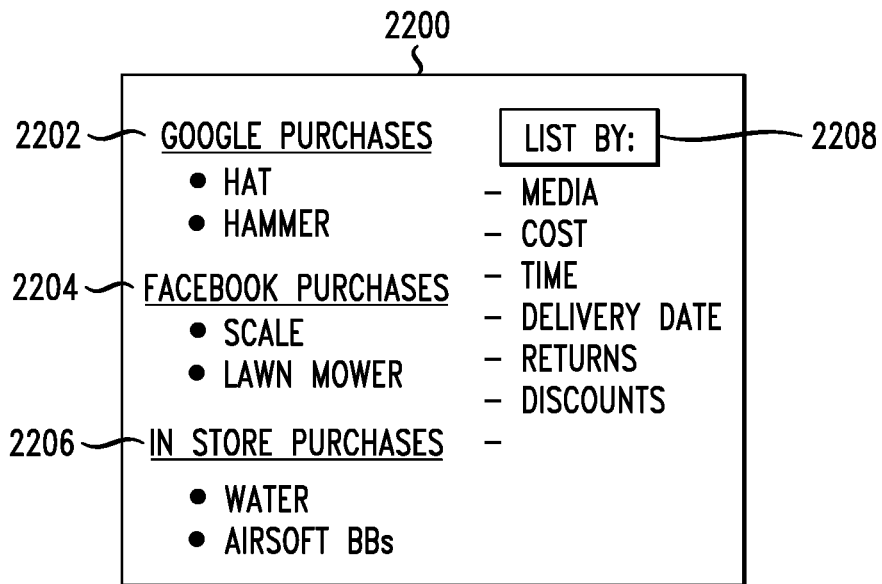 2200
2202 GOOGLE PURCHASES
• HAT
• HAMMER
2204 FACEBOOK PURCHASES
• SCALE
• LAWN MOWER
2206 IN STORE PURCHASES
• WATER
• AIRSOFT BBs
LIST BY: 2208
– MEDIA
– COST
– TIME
– DELIVERY DATE
– RETURNS
– DISCOUNTS
–